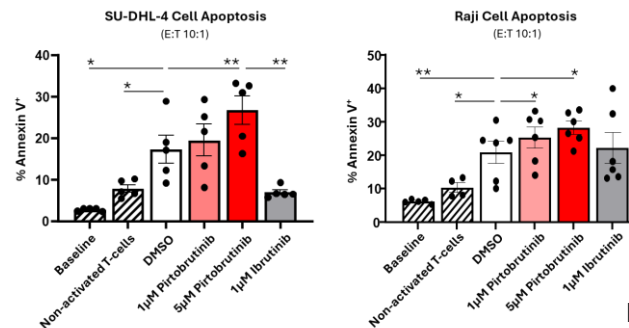 SU-DHL-4 Cell Apoptosis
(E:T 10:1)
% Annexin V⁺
40
30
20
10
0
*
*
**
**
Baseline
Non-activated T-cells
DMSO
1μM Pirtobrutinib
5μM Pirtobrutinib
1μM Ibrutinib
Raji Cell Apoptosis
(E:T 10:1)
% Annexin V⁺
50
40
30
20
10
0
**
*
*
*
Baseline
Non-activated T-cells
DMSO
1μM Pirtobrutinib
5μM Pirtobrutinib
1μM Ibrutinib